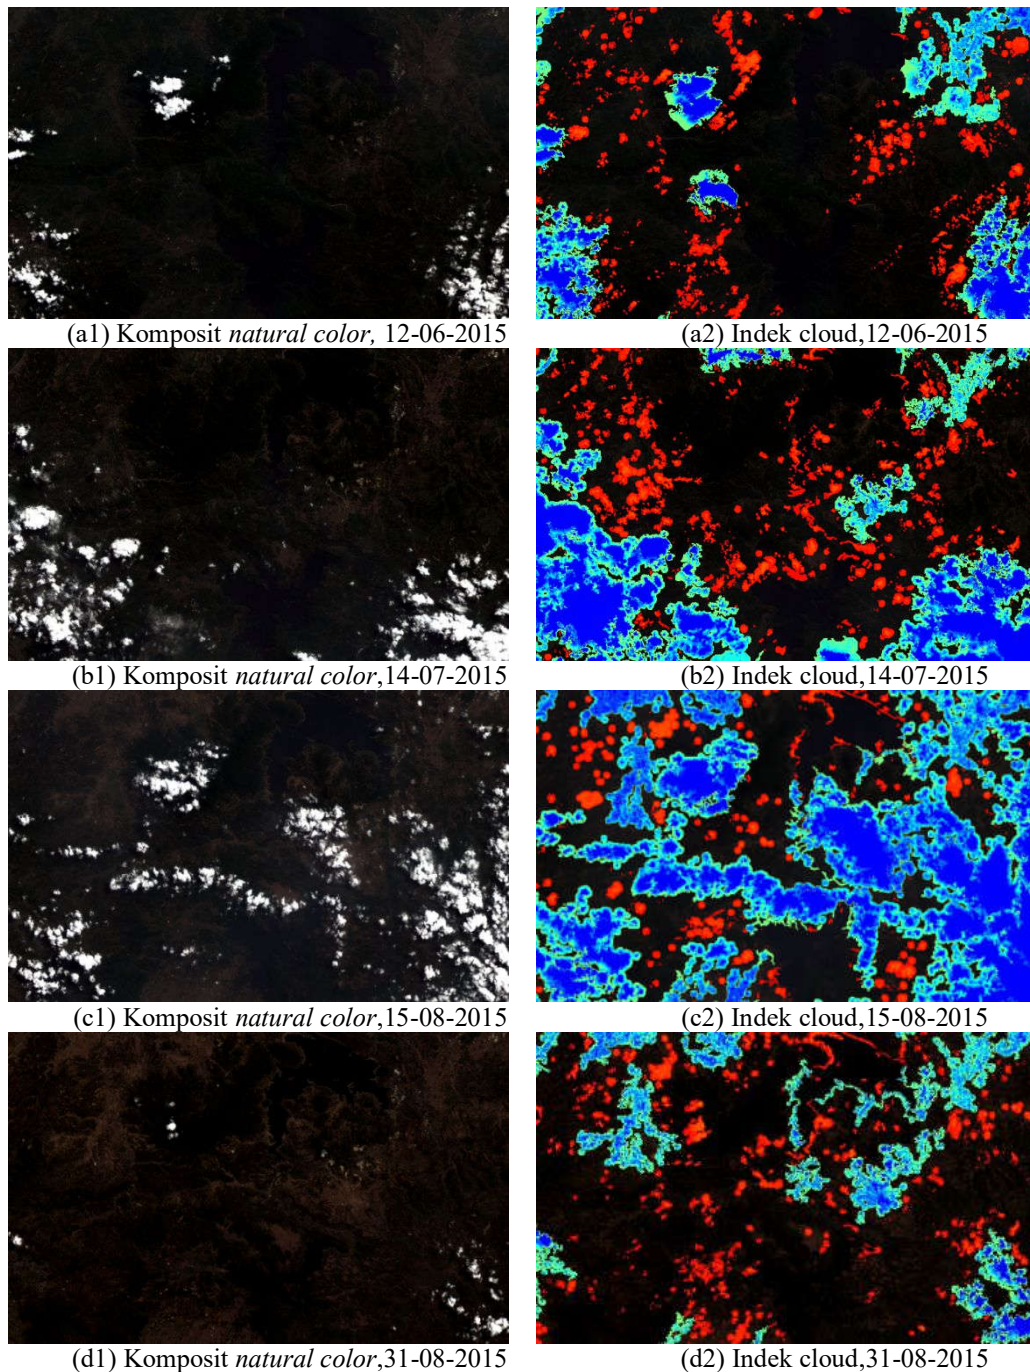 (a1) Komposit natural color, 12-06-2015
(a2) Indek cloud,12-06-2015
(b1) Komposit natural color,14-07-2015
(b2) Indek cloud,14-07-2015
(c1) Komposit natural color,15-08-2015
(c2) Indek cloud,15-08-2015
(d1) Komposit natural color,31-08-2015
(d2) Indek cloud,31-08-2015